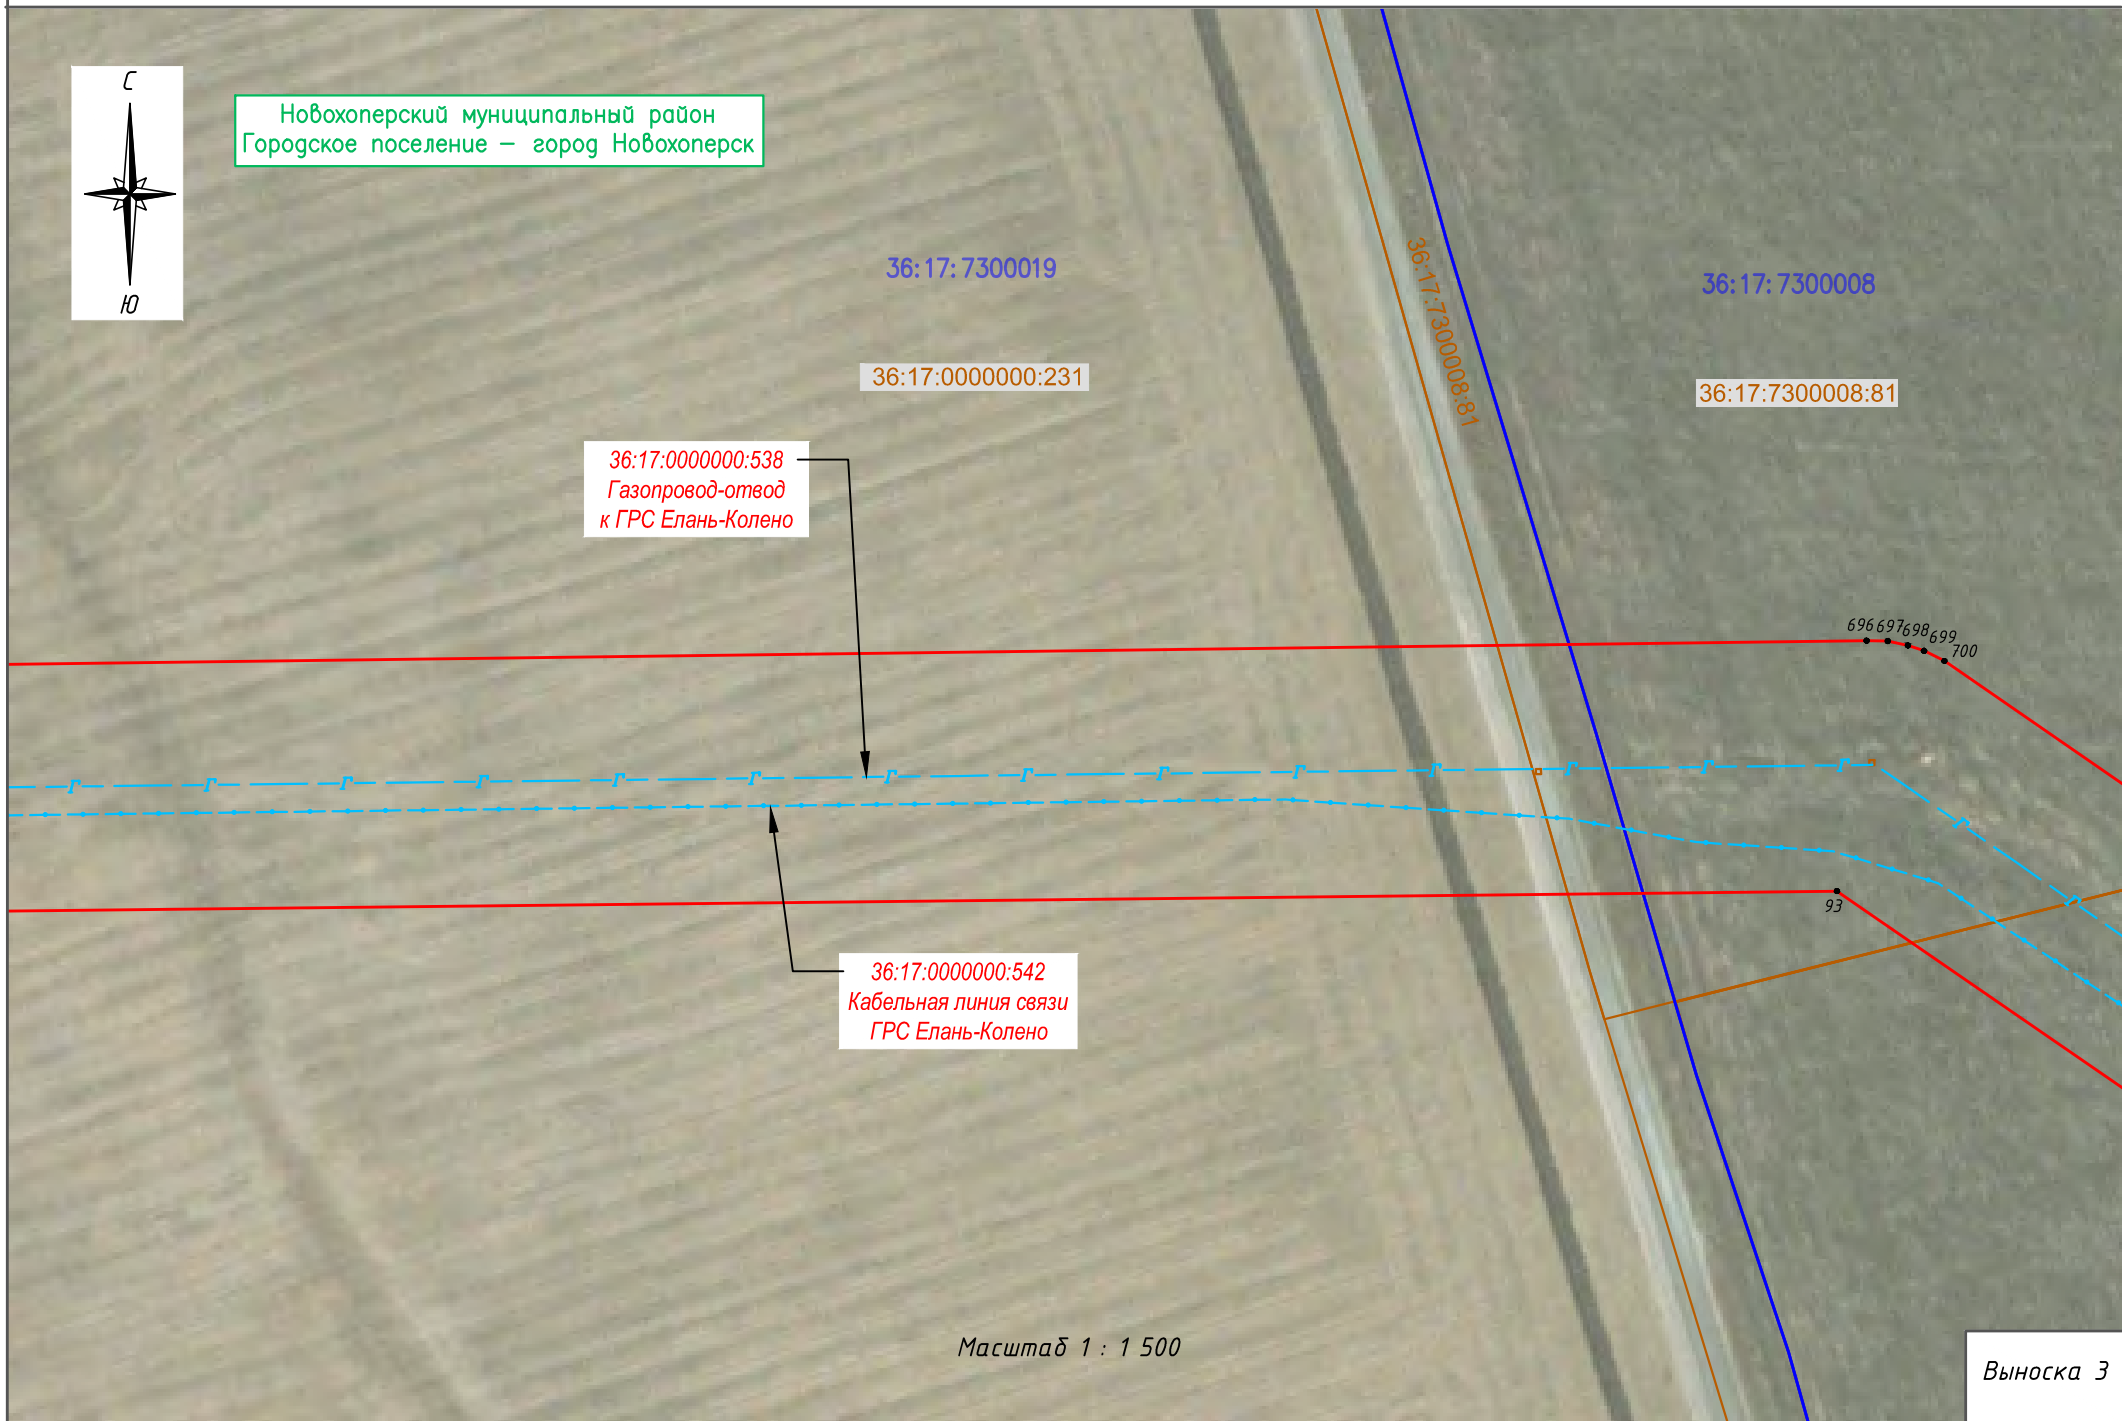 С
Ю
Новохоперский муниципальный район
Городское поселение – город Новохоперск
36:17:7300019
36:17:7300008
36:17:7300008:81
36:17:0000000:231
36:17:7300008:81
36:17:0000000:538
Газопровод-отвод
к ГРС Елань-Колено
696 697 698 699 700
Г Г Г Г Г Г Г Г Г Г Г Г Г Г Г Г
93
36:17:0000000:542
Кабельная линия связи
ГРС Елань-Колено
Масштаб 1 : 1 500
Выноска 3